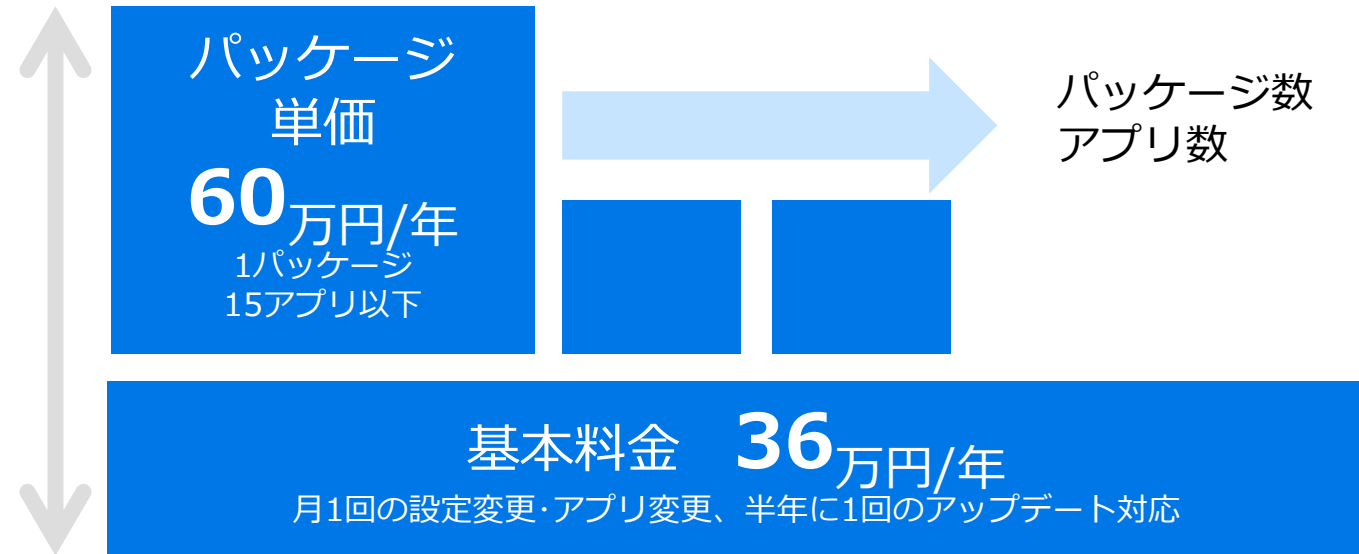 パッケージ
単価
60万円/年
1パッケージ
15アプリ以下
パッケージ数
アプリ数
基本料金 36万円/年
月1回の設定変更･アプリ変更、半年に1回のアップデート対応